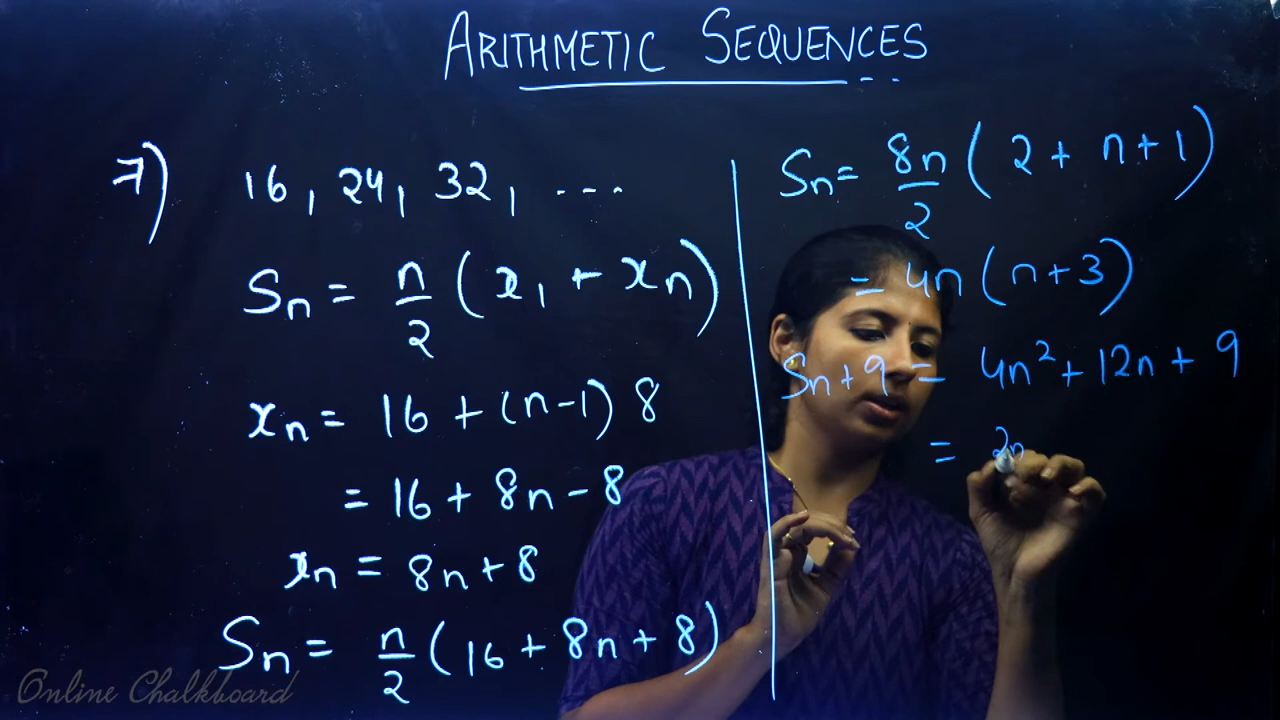 ARITHMETIC SEQUENCES
7) 16, 24, 32, ---
Sn = n/2 (x₁ + xn)
xn = 16 + (n-1) 8
= 16 + 8n - 8
xn = 8n + 8
Sn = n/2 (16 + 8n + 8)
Sn = 8n/2 (2 + n + 1)
= 4n (n + 3)
Sn + 9 = 4n² + 12n + 9
= 2n
Online Chalkboard